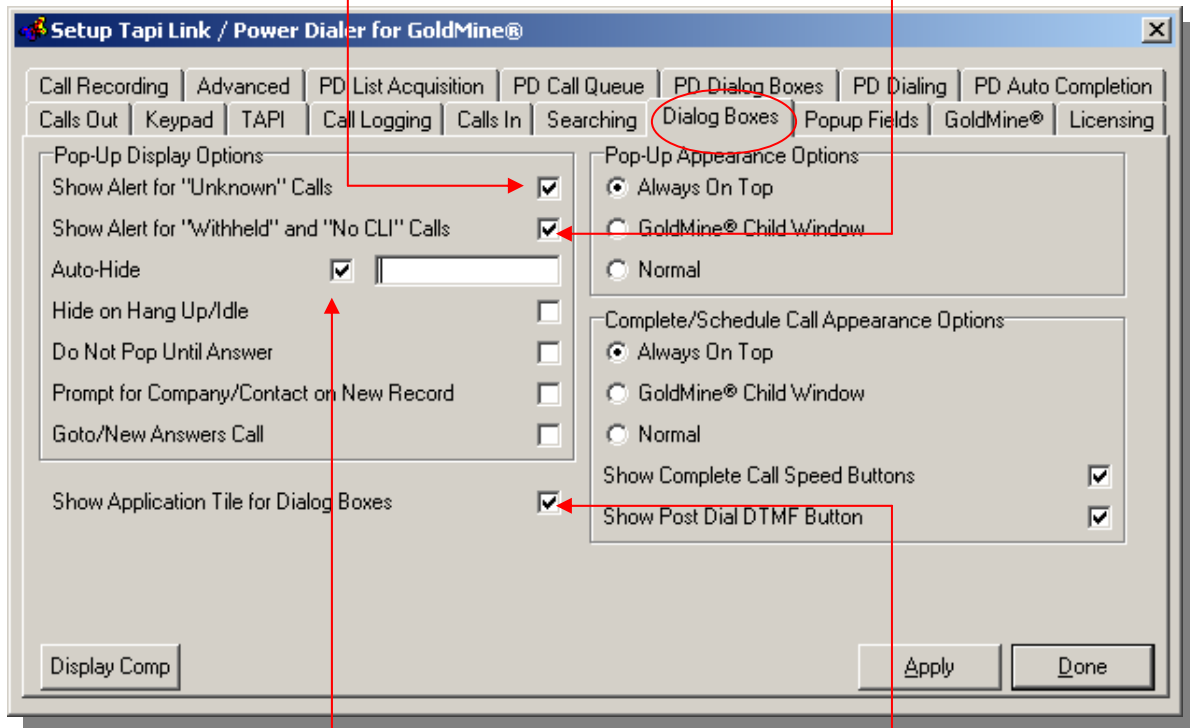 Setup Tapi Link / Power Dialer for GoldMine®
Call Recording Advanced PD List Acquisition PD Call Queue PD Dialog Boxes PD Dialing PD Auto Completion
Calls Out Keypad TAPI Call Logging Calls In Searching Dialog Boxes Popup Fields GoldMine® Licensing
Pop-Up Display Options
Show Alert for "Unknown" Calls
Show Alert for "Withheld" and "No CLI" Calls
Auto-Hide
Hide on Hang Up/Idle
Do Not Pop Until Answer
Prompt for Company/Contact on New Record
Goto/New Answers Call
Show Application Tile for Dialog Boxes
Pop-Up Appearance Options
Always On Top
GoldMine® Child Window
Normal
Complete/Schedule Call Appearance Options
Always On Top
GoldMine® Child Window
Normal
Show Complete Call Speed Buttons
Show Post Dial DTMF Button
Display Comp
Apply
Done